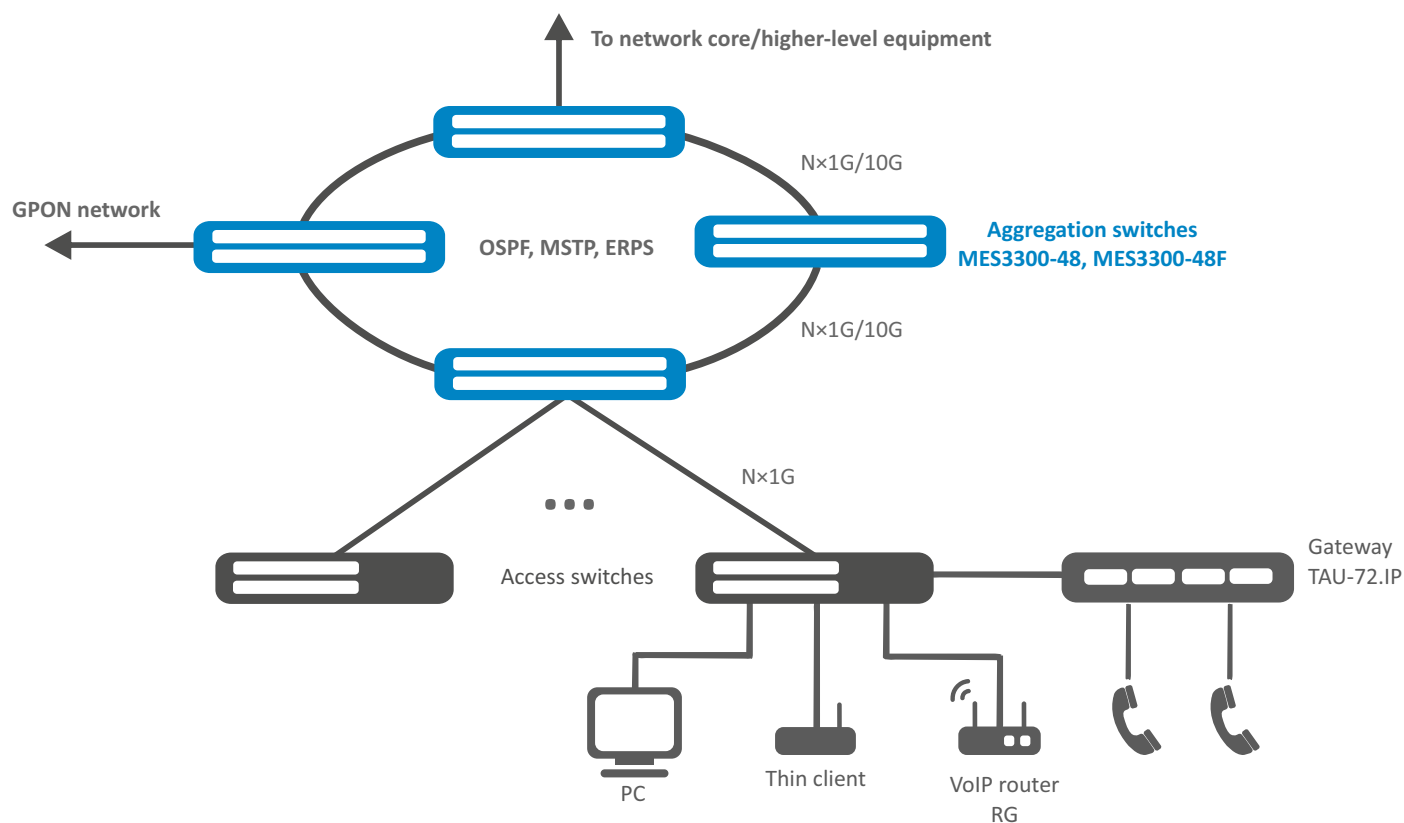 To network core/higher-level equipment
N×1G/10G
GPON network
OSPF, MSTP, ERPS
Aggregation switches
MES3300-48, MES3300-48F
N×1G/10G
N×1G
Access switches
Gateway
TAU-72.IP
PC
Thin client
VoIP router
RG